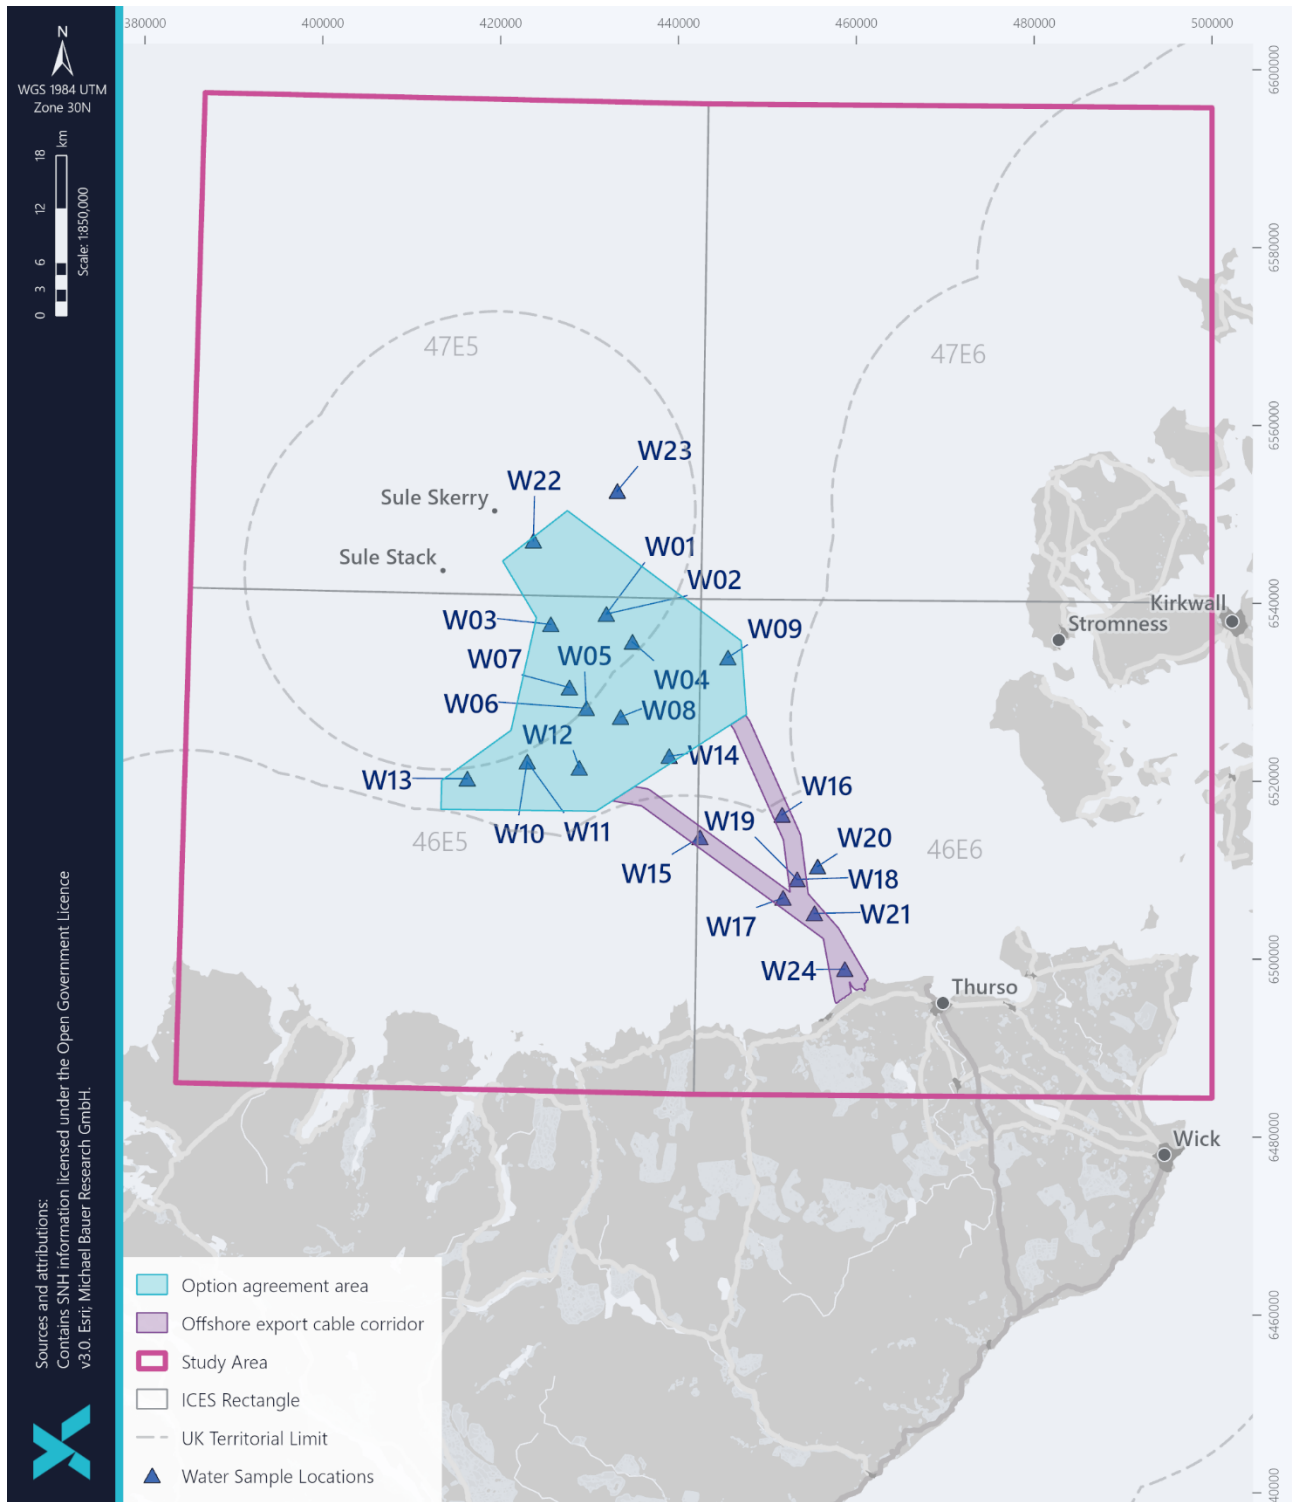 380000
400000
420000
440000
460000
480000
500000
N
WGS 1984 UTM
Zone 30N
km
18
12
6
3
0
Scale: 1:850,000
6600000
6580000
6560000
6540000
6520000
6500000
6480000
6460000
47E5
47E6
W23
W22
Sule Skerry
W01
Sule Stack
W02
Kirkwall
W03
W09
Stromness
W05
W07
W04
W06
W08
W12
W14
W13
W16
W19
W10
W11
W20
46E5
46E6
W15
W18
W21
W17
W24
Thurso
Wick
Option agreement area
Offshore export cable corridor
Study Area
ICES Rectangle
UK Territorial Limit
Water Sample Locations
Sources and attributions:
Contains SNH information licensed under the Open Government Licence
v3.0. Esri; Michael Bauer Research GmbH.